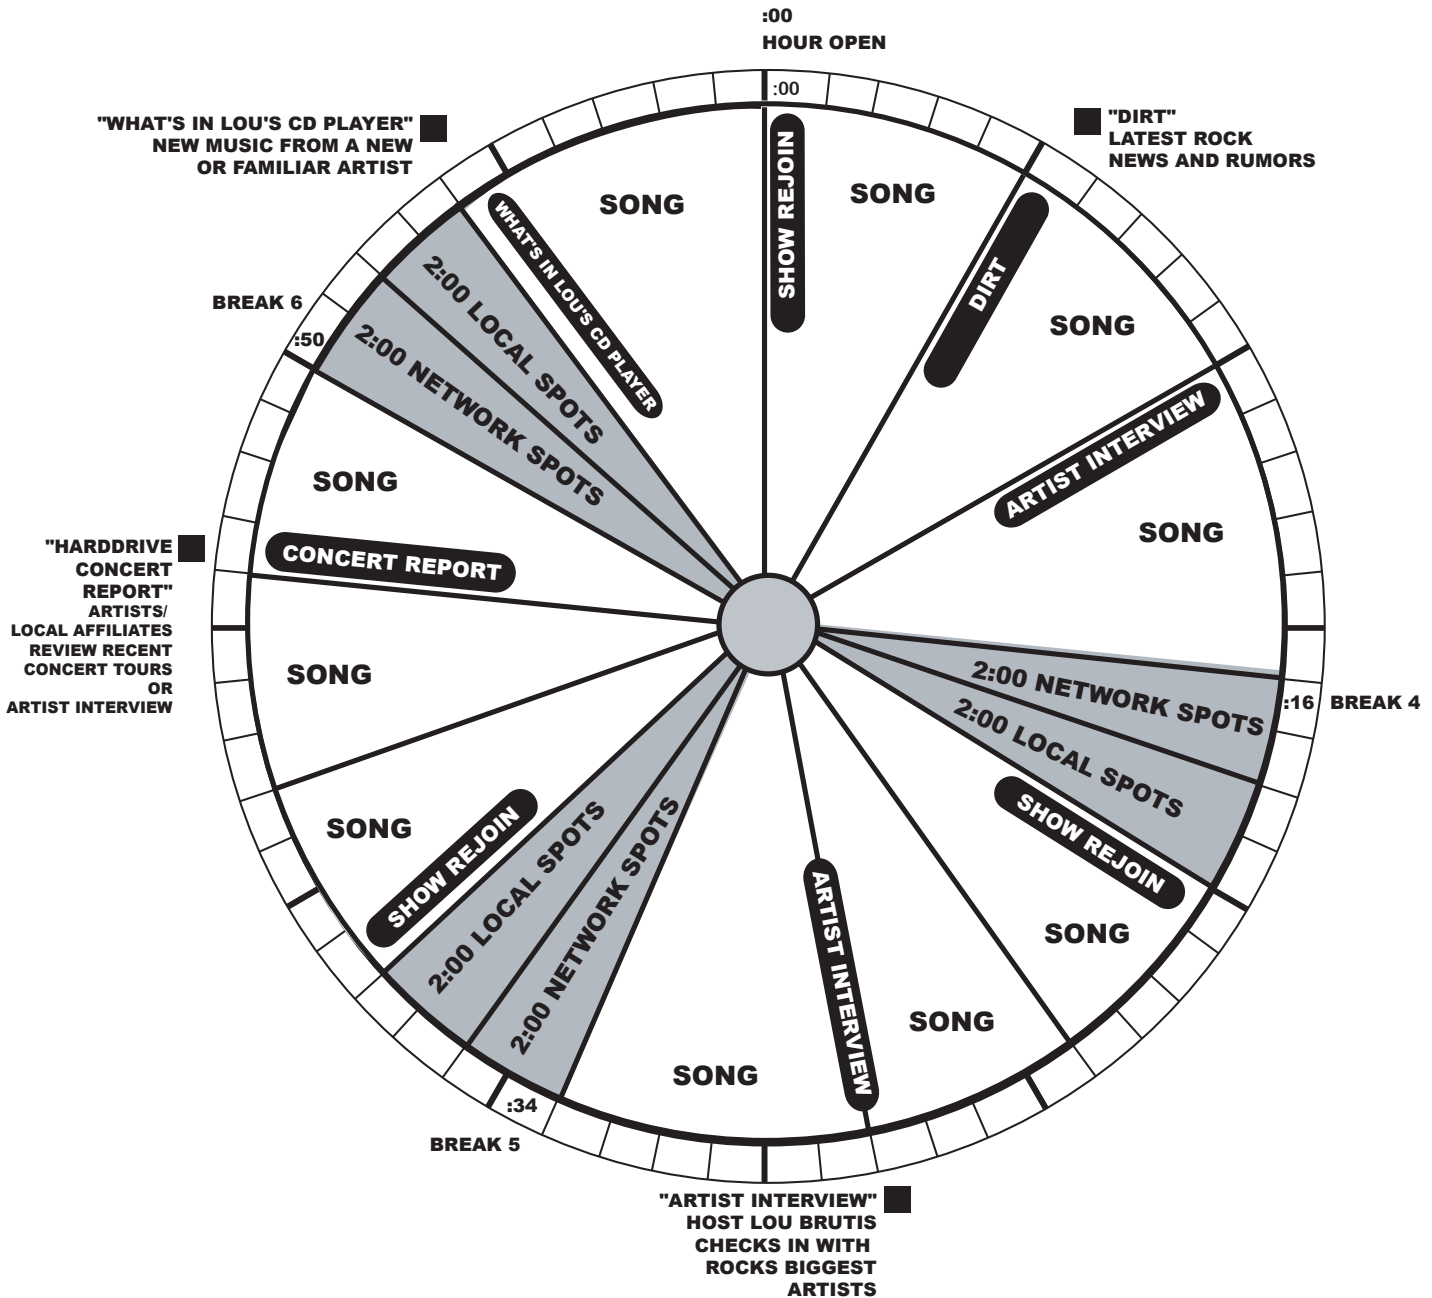 :00
HOUR OPEN
:00
"DIRT"
LATEST ROCK
NEWS AND RUMORS
SHOW REJOIN
SONG
DIRT
SONG
ARTIST INTERVIEW
SONG
2:00 NETWORK SPOTS
:16
BREAK 4
2:00 LOCAL SPOTS
SHOW REJOIN
SONG
SONG
ARTIST INTERVIEW
"ARTIST INTERVIEW"
HOST LOU BRUTIS
CHECKS IN WITH
ROCKS BIGGEST
ARTISTS
SONG
2:00 NETWORK SPOTS
:34
BREAK 5
2:00 LOCAL SPOTS
SHOW REJOIN
SONG
SONG
CONCERT REPORT
"HARDDRIVE
CONCERT
REPORT"
ARTISTS/
LOCAL AFFILIATES
REVIEW RECENT
CONCERT TOURS
OR
ARTIST INTERVIEW
SONG
2:00 NETWORK SPOTS
:50
BREAK 6
2:00 LOCAL SPOTS
WHAT'S IN LOU'S CD PLAYER
"WHAT'S IN LOU'S CD PLAYER"
NEW MUSIC FROM A NEW
OR FAMILIAR ARTIST
SONG